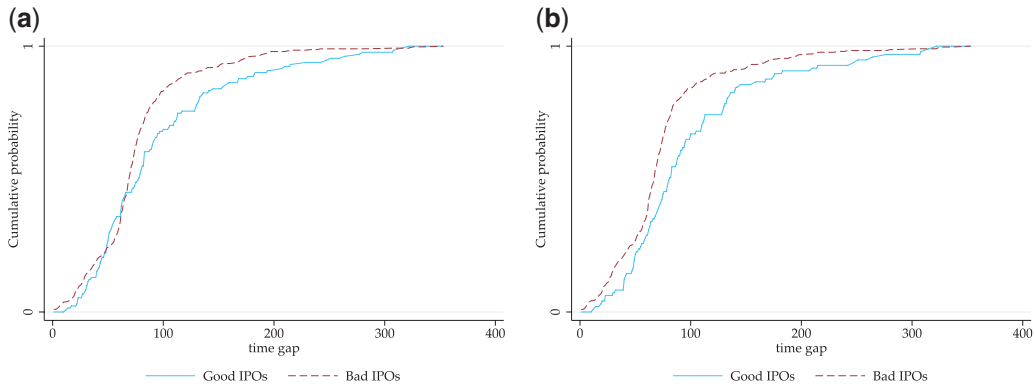 (a)
1
Cumulative probability
0
0 100 200 300 400
time gap
Good IPOs Bad IPOs
(b)
1
Cumulative probability
0
0 100 200 300 400
time gap
Good IPOs Bad IPOs